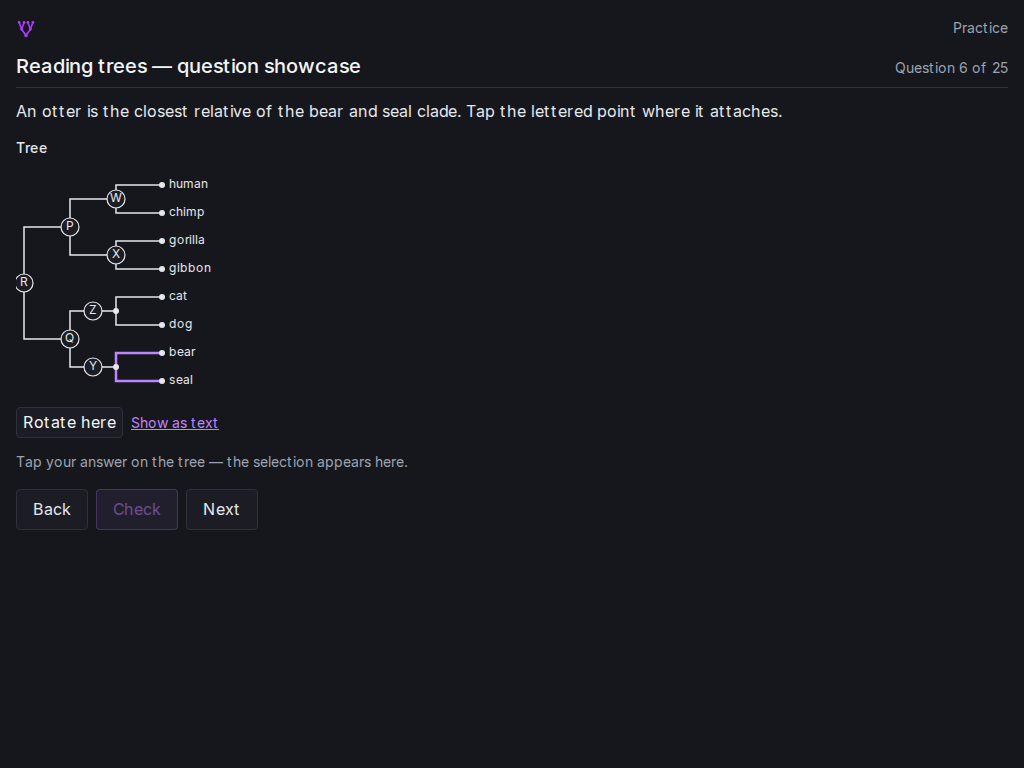 Practice
Reading trees — question showcase
Question 6 of 25
An otter is the closest relative of the bear and seal clade. Tap the lettered point where it attaches.
Tree
human
W
chimp
P
gorilla
X
gibbon
R
cat
Z
dog
Q
bear
Y
seal
Rotate here Show as text
Tap your answer on the tree — the selection appears here.
Back Check Next